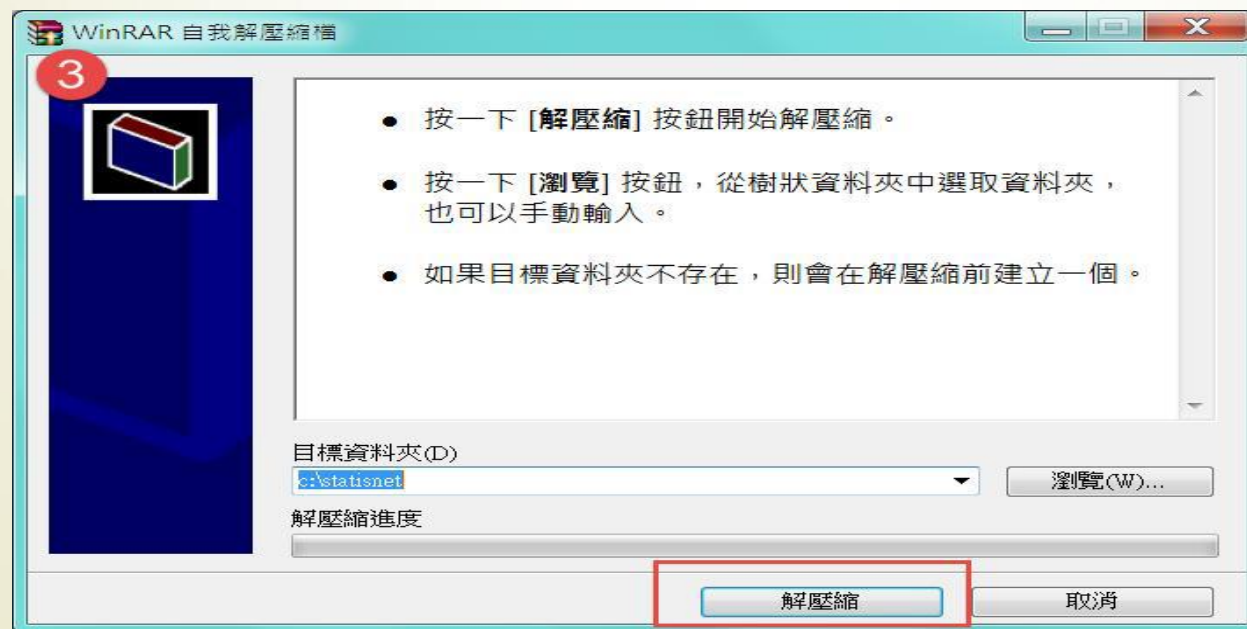 WinRAR 自我解壓縮檔
3
● 按一下 [解壓縮] 按鈕開始解壓縮。
● 按一下 [瀏覽] 按鈕，從樹狀資料夾中選取資料夾，
也可以手動輸入。
● 如果目標資料夾不存在，則會在解壓縮前建立一個。
目標資料夾(D)
c:\statisnet
瀏覽(W)...
解壓縮進度
解壓縮
取消